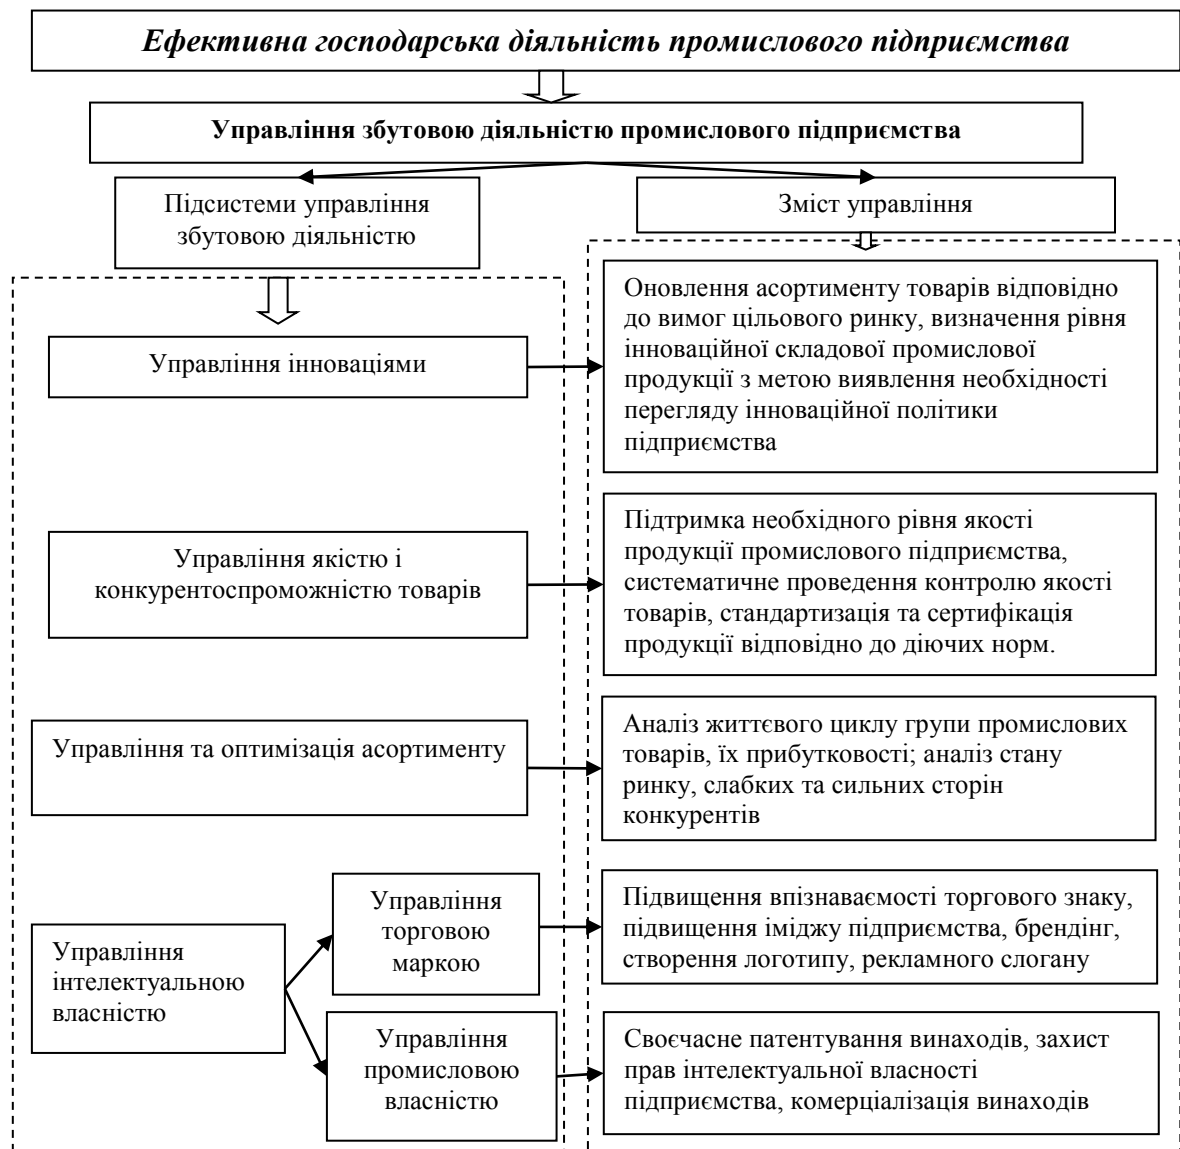 Ефективна господарська діяльність промислового підприємства
Управління збутовою діяльністю промислового підприємства
Підсистеми управління
збутовою діяльністю
Зміст управління
Управління інноваціями
Оновлення асортименту товарів відповідно
до вимог цільового ринку, визначення рівня
інноваційної складової промислової
продукції з метою виявлення необхідності
перегляду інноваційної політики
підприємства
Управління якістю і
конкурентоспроможністю товарів
Підтримка необхідного рівня якості
продукції промислового підприємства,
систематичне проведення контролю якості
товарів, стандартизація та сертифікація
продукції відповідно до діючих норм.
Управління та оптимізація асортименту
Аналіз життєвого циклу групи промислових
товарів, їх прибутковості; аналіз стану
ринку, слабких та сильних сторін
конкурентів
Управління
інтелектуальною
власністю
Управління
торговою
маркою
Підвищення впізнаваємості торгового знаку,
підвищення іміджу підприємства, брендінг,
створення логотипу, рекламного слогану
Управління
промисловою
власністю
Своєчасне патентування винаходів, захист
прав інтелектуальної власності
підприємства, комерціалізація винаходів